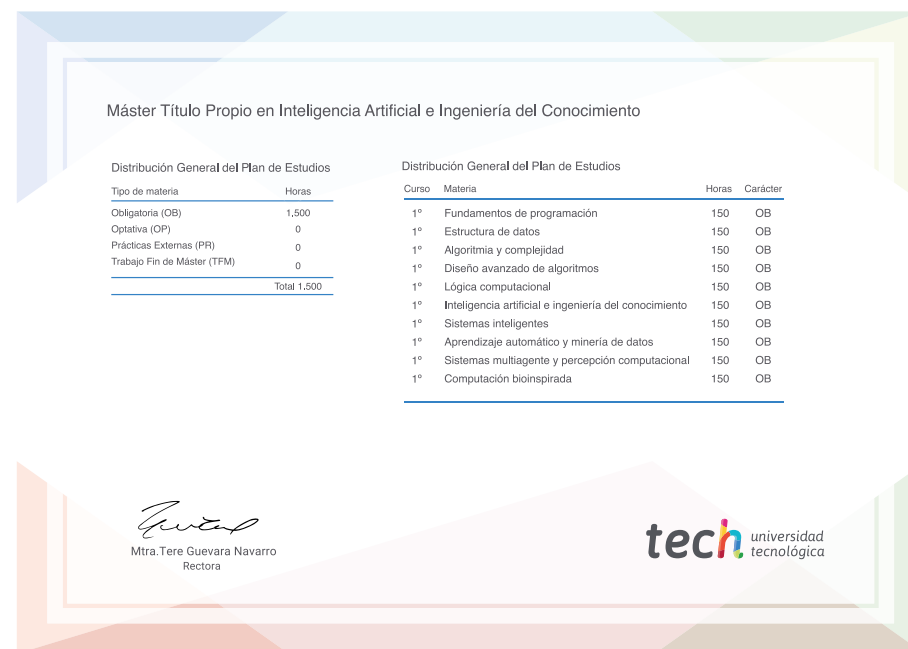 Máster Título Propio en Inteligencia Artificial e Ingeniería del Conocimiento
Distribución General del Plan de Estudios
Tipo de materia Horas
Obligatoria (OB) 1,500
Optativa (OP) 0
Prácticas Externas (PR) 0
Trabajo Fin de Máster (TFM) 0
Total 1.500
Distribución General del Plan de Estudios
Curso Materia Horas Carácter
1º Fundamentos de programación 150 OB
1º Estructura de datos 150 OB
1º Algoritmia y complejidad 150 OB
1º Diseño avanzado de algoritmos 150 OB
1º Lógica computacional 150 OB
1º Inteligencia artificial e ingeniería del conocimiento 150 OB
1º Sistemas inteligentes 150 OB
1º Aprendizaje automático y minería de datos 150 OB
1º Sistemas multiagente y percepción computacional 150 OB
1º Computación bioinspirada 150 OB
Mtra.Tere Guevara Navarro
Rectora
tech universidad
tecnológica